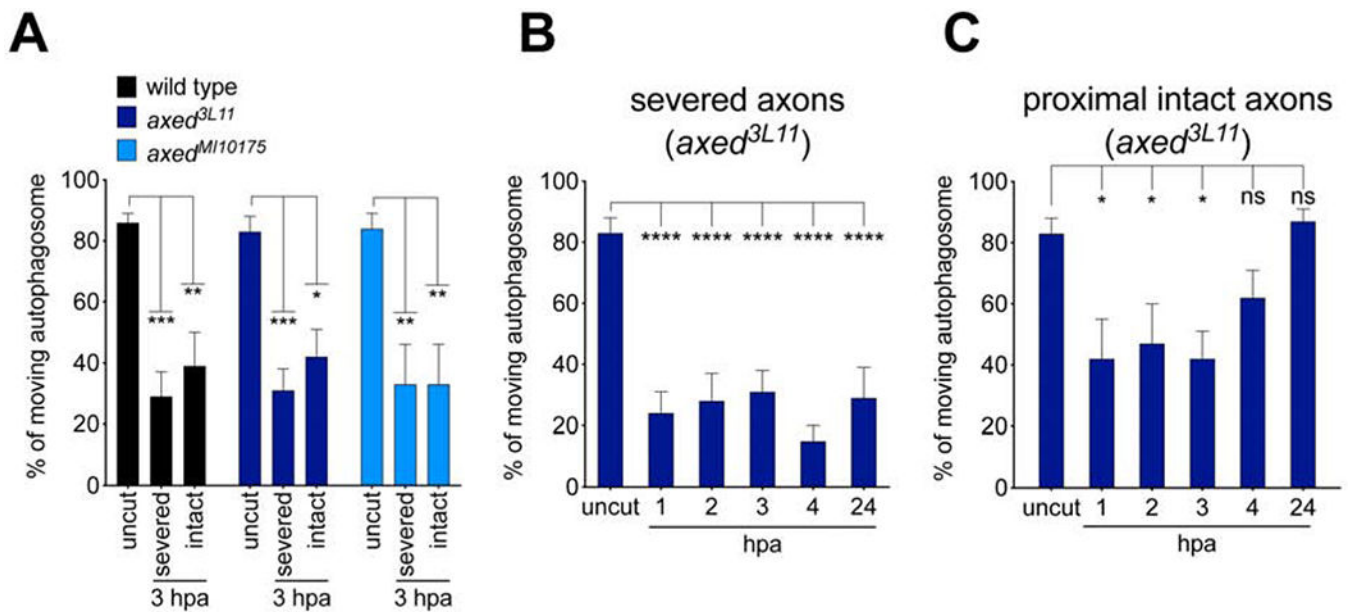 A
wild type
axed3L11
axedMI10175
% of moving autophagosome
100
80
60
40
20
0
***
**
***
*
**
**
uncut
severed
intact
uncut
severed
intact
uncut
severed
intact
3 hpa
3 hpa
3 hpa
B
severed axons
(axed3L11)
% of moving autophagosome
100
80
60
40
20
0
**** **** **** **** ****
uncut 1 2 3 4 24
hpa
C
proximal intact axons
(axed3L11)
% of moving autophagosome
100
80
60
40
20
0
* * * ns ns
uncut 1 2 3 4 24
hpa